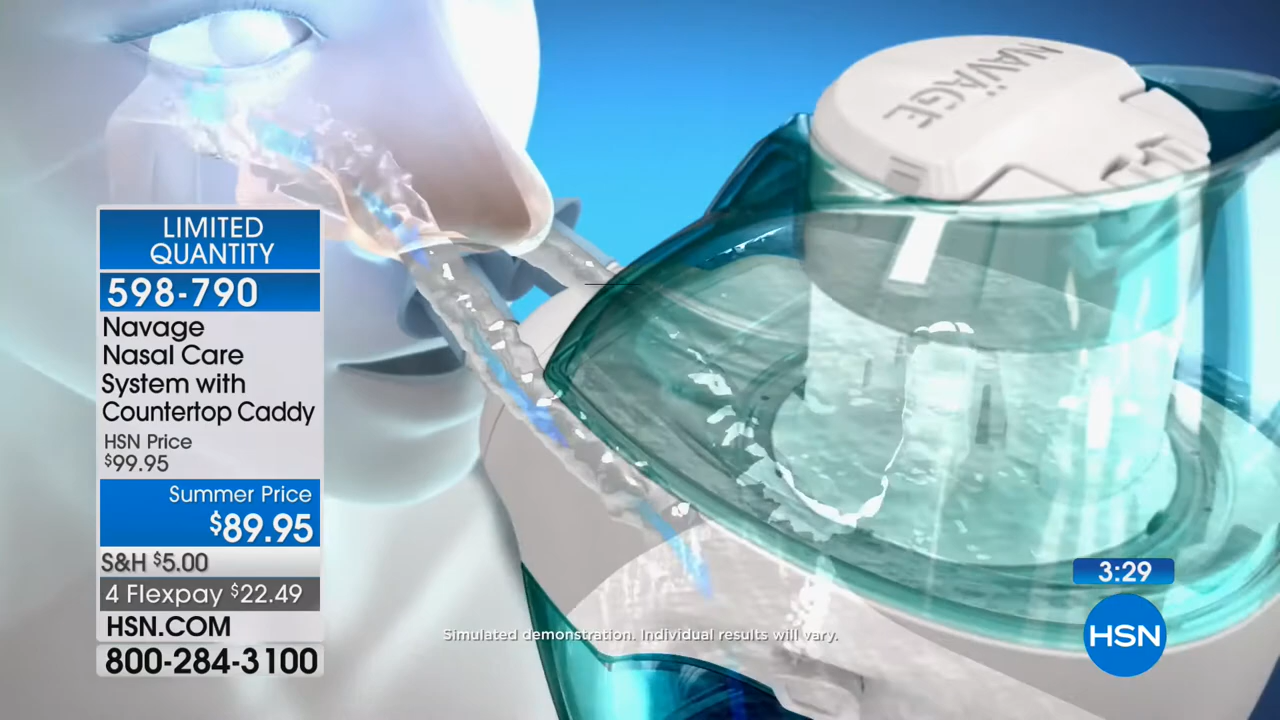 NAVAGE
LIMITED
QUANTITY
598-790
Navage
Nasal Care
System with
Countertop Caddy
HSN Price
$99.95
Summer Price
$89.95
S&H $5.00
4 Flexpay $22.49
HSN.COM
800-284-3100
Simulated demonstration. Individual results will vary.
3:29
HSN